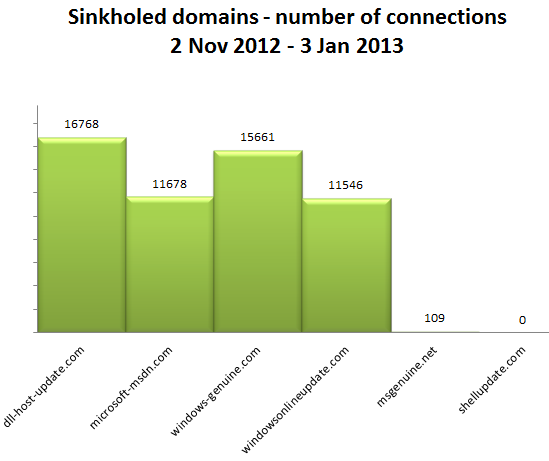 Sinkholed domains - number of connections
2 Nov 2012 - 3 Jan 2013
16768
11678
15661
11546
109
0
dll-host-update.com
microsoft-msdn.com
windows-genuine.com
windowsonlineupdate.com
msgenuine.net
shellupdate.com